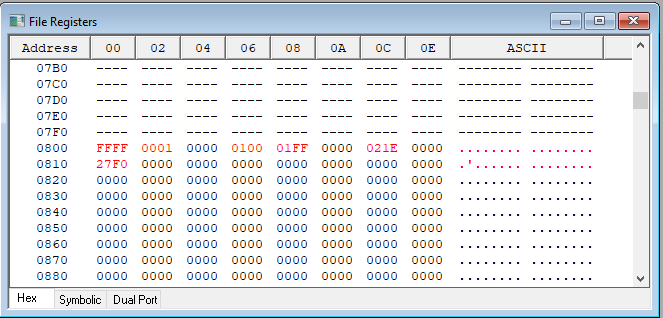 File Registers
Address 00 02 04 06 08 0A 0C 0E ASCII
07B0 ---- ---- ---- ---- ---- ---- ---- ---- -------- --------
07C0 ---- ---- ---- ---- ---- ---- ---- ---- -------- --------
07D0 ---- ---- ---- ---- ---- ---- ---- ---- -------- --------
07E0 ---- ---- ---- ---- ---- ---- ---- ---- -------- --------
07F0 ---- ---- ---- ---- ---- ---- ---- ---- -------- --------
0800 FFFF 0001 0000 0100 01FF 0000 021E 0000 ........ ........
0810 27F0 0000 0000 0000 0000 0000 0000 0000 .'...... ........
0820 0000 0000 0000 0000 0000 0000 0000 0000 ........ ........
0830 0000 0000 0000 0000 0000 0000 0000 0000 ........ ........
0840 0000 0000 0000 0000 0000 0000 0000 0000 ........ ........
0850 0000 0000 0000 0000 0000 0000 0000 0000 ........ ........
0860 0000 0000 0000 0000 0000 0000 0000 0000 ........ ........
0870 0000 0000 0000 0000 0000 0000 0000 0000 ........ ........
0880 0000 0000 0000 0000 0000 0000 0000 0000 ........ ........
Hex Symbolic Dual Port